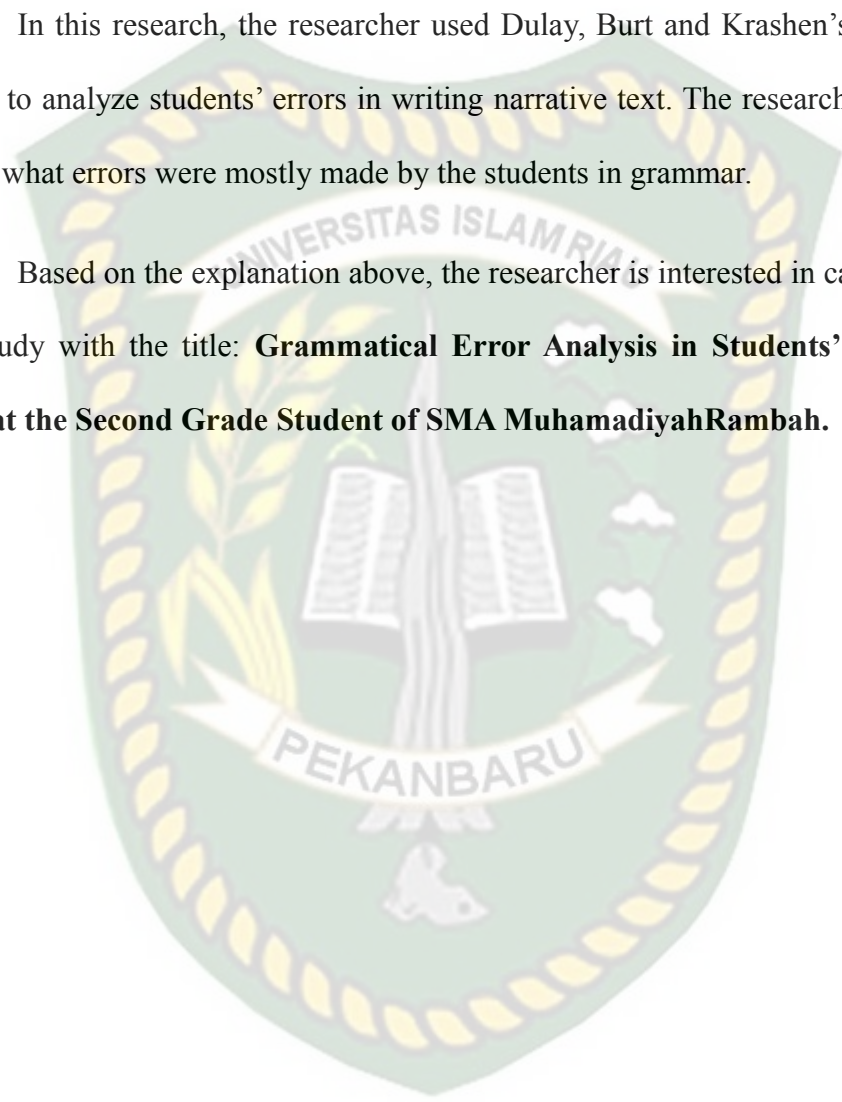 In this research, the researcher used Dulay, Burt and Krashen’s
to analyze students’ errors in writing narrative text. The research
what errors were mostly made by the students in grammar.
UNIVERSITAS ISLAM RIAU
Based on the explanation above, the researcher is interested in ca
udy with the title: Grammatical Error Analysis in Students’
at the Second Grade Student of SMA MuhamadiyahRambah.
PEKANBARU